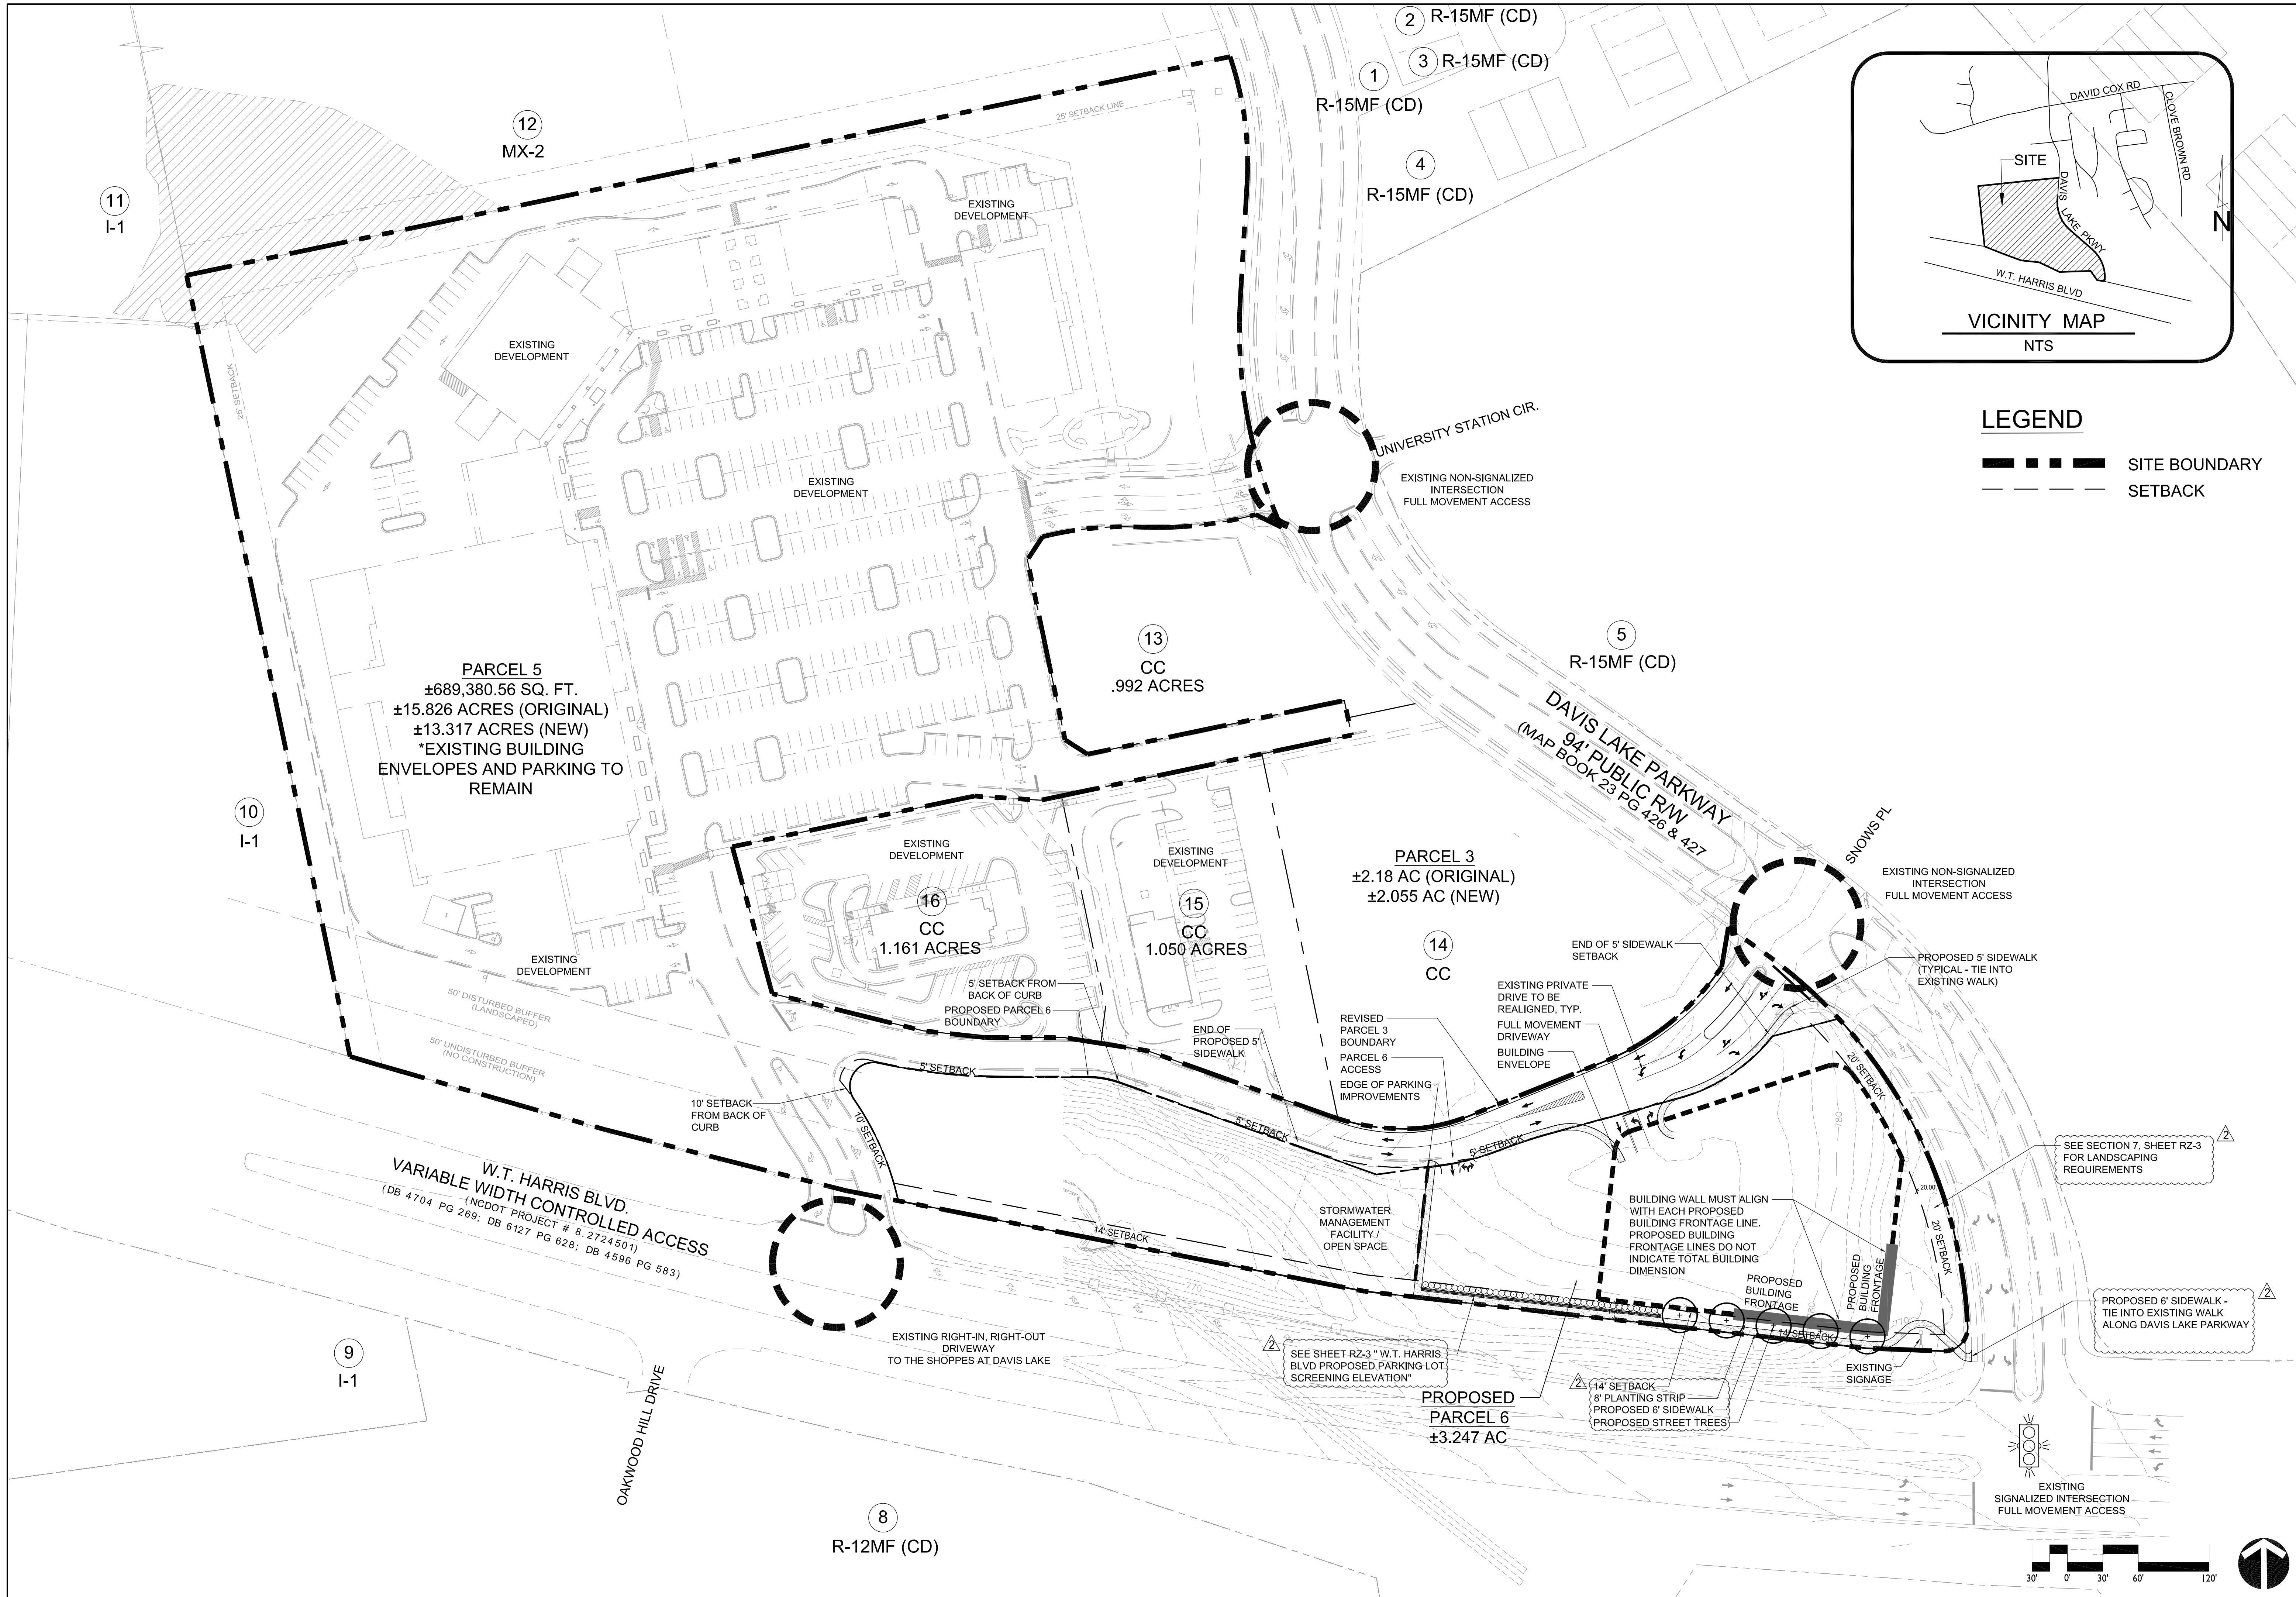 2 R-15MF (CD)
3 R-15MF (CD)
1
R-15MF (CD)
4
R-15MF (CD)
12
MX-2
11
I-1
25' SETBACK LINE
EXISTING
DEVELOPMENT
EXISTING
DEVELOPMENT
25' SETBACK
EXISTING
DEVELOPMENT
UNIVERSITY STATION CIR.
EXISTING NON-SIGNALIZED
INTERSECTION
FULL MOVEMENT ACCESS
DAVID COX RD
CLOVE BROWN RD
SITE
DAVIS LAKE PKWY
N
W.T. HARRIS BLVD
VICINITY MAP
NTS
LEGEND
SITE BOUNDARY
SETBACK
13
CC
.992 ACRES
5
R-15MF (CD)
PARCEL 5
±689,380.56 SQ. FT.
±15.826 ACRES (ORIGINAL)
±13.317 ACRES (NEW)
*EXISTING BUILDING
ENVELOPES AND PARKING TO
REMAIN
DAVIS LAKE PARKWAY
94' PUBLIC R/W
(MAP BOOK 23 PG 426 & 427
SNOWS PL
EXISTING NON-SIGNALIZED
INTERSECTION
FULL MOVEMENT ACCESS
10
I-1
EXISTING
DEVELOPMENT
16
CC
1.161 ACRES
EXISTING
DEVELOPMENT
15
CC
1.050 ACRES
PARCEL 3
±2.18 AC (ORIGINAL)
±2.055 AC (NEW)
14
CC
END OF 5' SIDEWALK
SETBACK
PROPOSED 5' SIDEWALK
(TYPICAL - TIE INTO
EXISTING WALK)
EXISTING
DEVELOPMENT
50' DISTURBED BUFFER
(LANDSCAPED)
50' UNDISTURBED BUFFER
(NO CONSTRUCTION)
5' SETBACK FROM
BACK OF CURB
PROPOSED PARCEL 6
BOUNDARY
END OF
PROPOSED 5'
SIDEWALK
REVISED
PARCEL 3
BOUNDARY
PARCEL 6
ACCESS
EDGE OF PARKING
IMPROVEMENTS
EXISTING PRIVATE
DRIVE TO BE
REALIGNED, TYP.
FULL MOVEMENT
DRIVEWAY
BUILDING
ENVELOPE
5' SETBACK
10' SETBACK
FROM BACK OF
CURB
10' SETBACK
5' SETBACK
5' SETBACK
20' SETBACK
780
770
SEE SECTION 7, SHEET RZ-3
FOR LANDSCAPING
REQUIREMENTS
2
20.00
20' SETBACK
W.T. HARRIS BLVD.
VARIABLE WIDTH CONTROLLED ACCESS
(NCDOT PROJECT # 8.2724501)
(DB 4704 PG 269; DB 6127 PG 628; DB 4596 PG 583)
14' SETBACK
770
STORMWATER
MANAGEMENT
FACILITY /
OPEN SPACE
BUILDING WALL MUST ALIGN
WITH EACH PROPOSED
BUILDING FRONTAGE LINE.
PROPOSED BUILDING
FRONTAGE LINES DO NOT
INDICATE TOTAL BUILDING
DIMENSION
PROPOSED
BUILDING
FRONTAGE
PROPOSED
BUILDING
FRONTAGE
14' SETBACK
PROPOSED 6' SIDEWALK -
TIE INTO EXISTING WALK
ALONG DAVIS LAKE PARKWAY
2
EXISTING RIGHT-IN, RIGHT-OUT
DRIVEWAY
TO THE SHOPPES AT DAVIS LAKE
2
SEE SHEET RZ-3 " W.T. HARRIS
BLVD PROPOSED PARKING LOT
SCREENING ELEVATION"
2
14' SETBACK
8' PLANTING STRIP
PROPOSED 6' SIDEWALK
PROPOSED STREET TREES
EXISTING
SIGNAGE
PROPOSED
PARCEL 6
±3.247 AC
9
I-1
OAKWOOD HILL DRIVE
8
R-12MF (CD)
EXISTING
SIGNALIZED INTERSECTION
FULL MOVEMENT ACCESS
30' 0' 30' 60' 120'